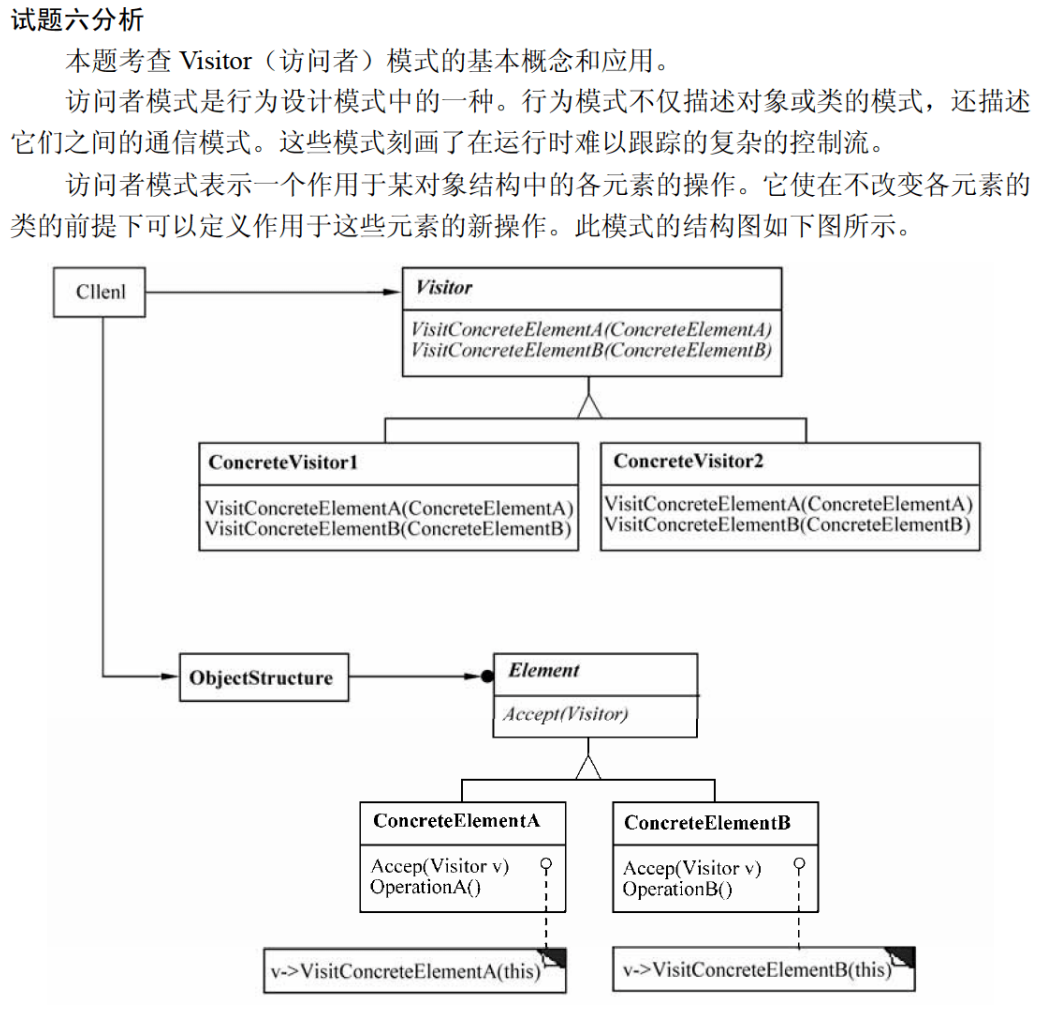 试题六分析
本题考查 Visitor（访问者）模式的基本概念和应用。
访问者模式是行为设计模式中的一种。行为模式不仅描述对象或类的模式，还描述
它们之间的通信模式。这些模式刻画了在运行时难以跟踪的复杂的控制流。
访问者模式表示一个作用于某对象结构中的各元素的操作。它使在不改变各元素的
类的前提下可以定义作用于这些元素的新操作。此模式的结构图如下图所示。
Cllenl
Visitor
VisitConcreteElementA(ConcreteElementA)
VisitConcreteElementB(ConcreteElementB)
ConcreteVisitor1
VisitConcreteElementA(ConcreteElementA)
VisitConcreteElementB(ConcreteElementB)
ConcreteVisitor2
VisitConcreteElementA(ConcreteElementA)
VisitConcreteElementB(ConcreteElementB)
ObjectStructure
Element
Accept(Visitor)
ConcreteElementA
Accep(Visitor v)
OperationA()
ConcreteElementB
Accep(Visitor v)
OperationB()
v->VisitConcreteElementA(this)
v->VisitConcreteElementB(this)